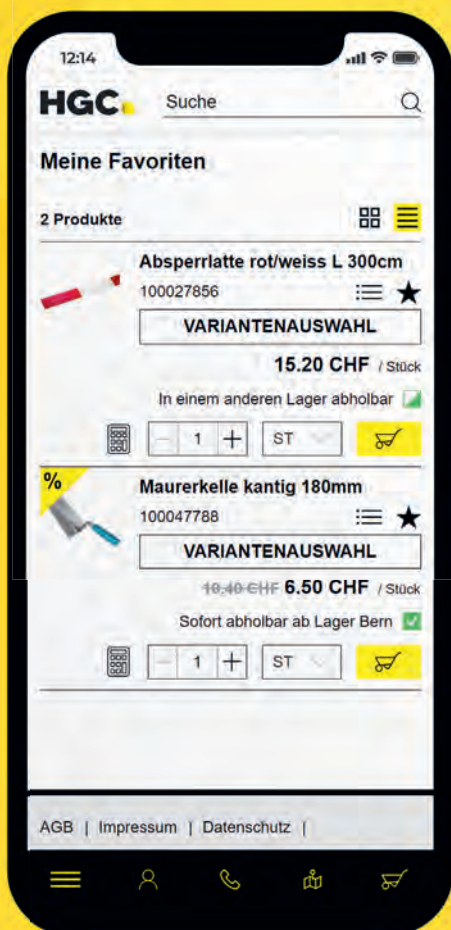 12:14
HGC.
Suche
Meine Favoriten
2 Produkte
Absperrlatte rot/weiss L 300cm
100027856
VARIANTENAUSWAHL
15.20 CHF / Stück
In einem anderen Lager abholbar
1 ST
%
Maurerkelle kantig 180mm
100047788
VARIANTENAUSWAHL
10.40 CHF 6.50 CHF / Stück
Sofort abholbar ab Lager Bern
1 ST
AGB | Impressum | Datenschutz |